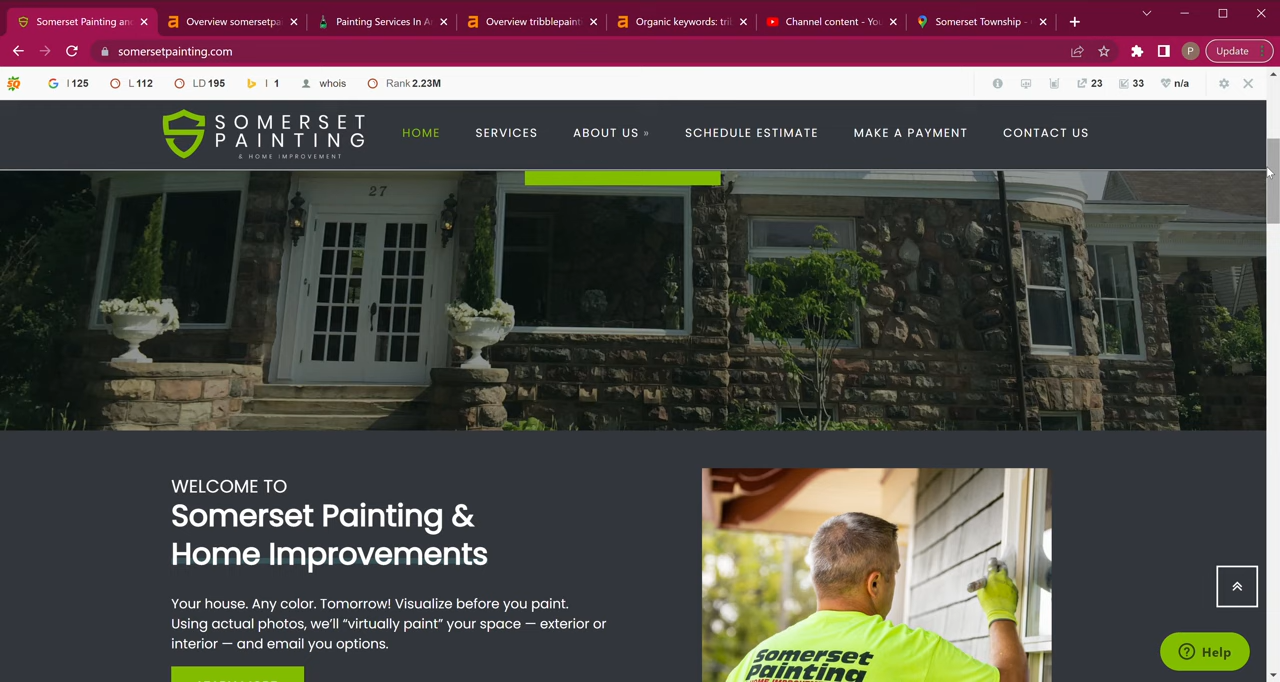 Somerset Painting and
Overview somersetpa
Painting Services In A
Overview tribblepaint
Organic keywords: tri
Channel content - You
Somerset Township -
somersetpainting.com
P
Update
SQ
I 125
L 112
LD 195
I 1
whois
Rank 2.23M
23
33
n/a
SOMERSET
PAINTING
& HOME IMPROVEMENT
HOME
SERVICES
ABOUT US »
SCHEDULE ESTIMATE
MAKE A PAYMENT
CONTACT US
27
WELCOME TO
Somerset Painting &
Home Improvements
Your house. Any color. Tomorrow! Visualize before you paint.
Using actual photos, we’ll “virtually paint” your space — exterior or
interior — and email you options.
Somerset
Painting
HOME IMPROVEMENT
Help